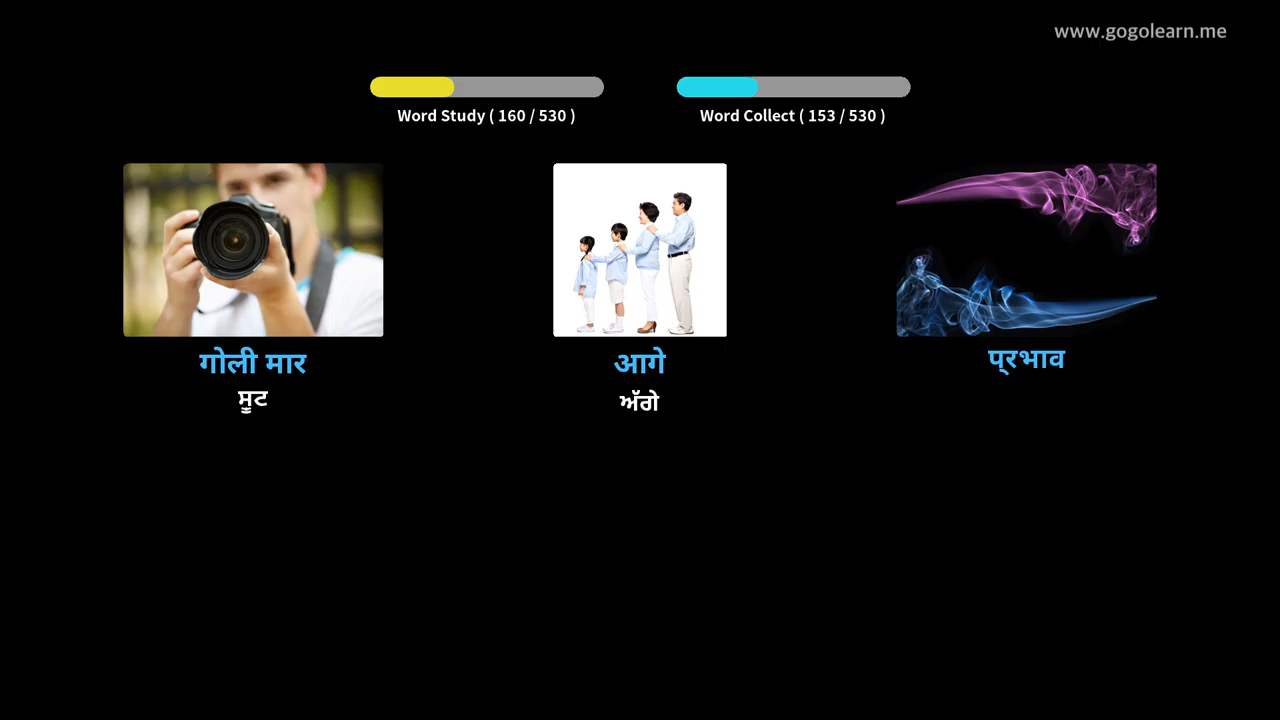 www.gogolearn.me
Word Study ( 160 / 530 )
Word Collect ( 153 / 530 )
गोली मार
ਸ਼ੂਟ
आगे
ਅੱਗੇ
प्रभाव